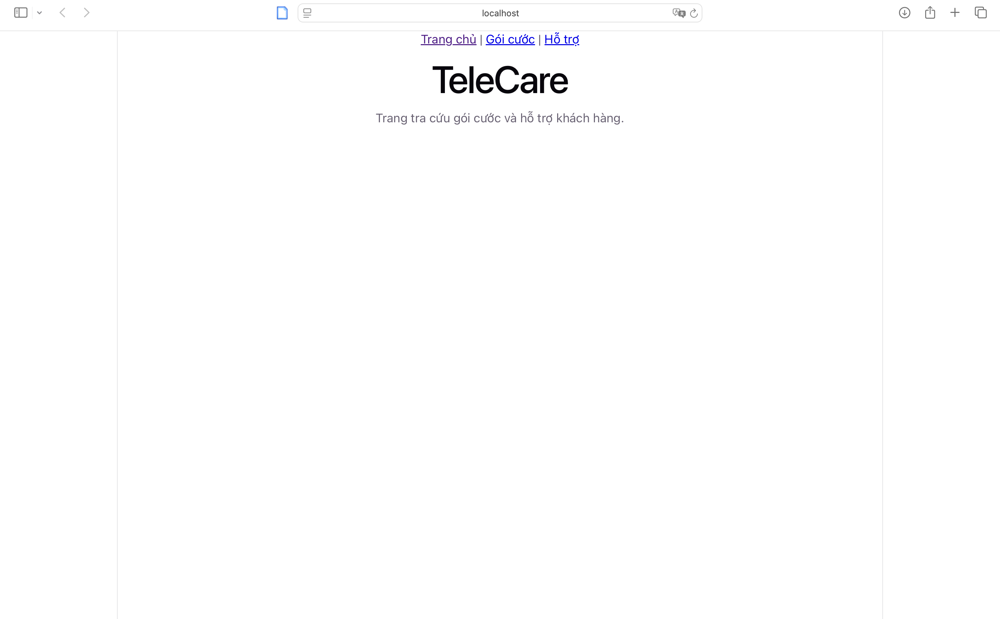 localhost
Trang chủ | Gói cước | Hỗ trợ
TeleCare
Trang tra cứu gói cước và hỗ trợ khách hàng.